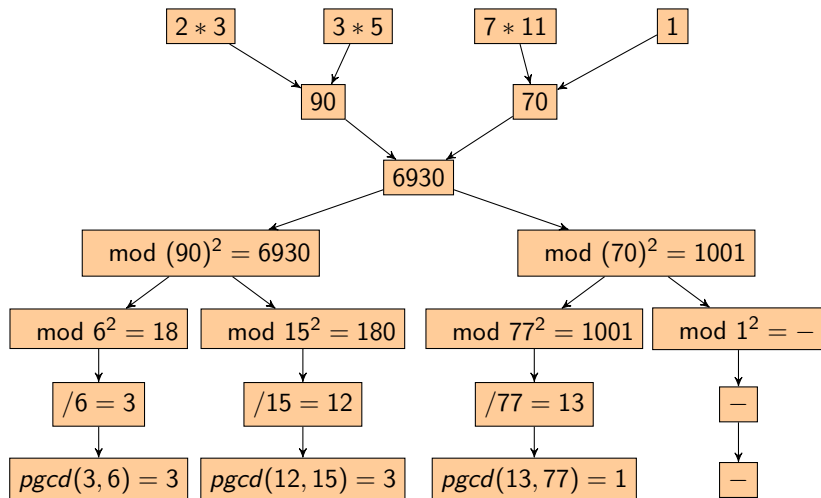 2 ∗ 3 3 ∗ 5 7 ∗ 11 1
90 70
6930
mod (90)² = 6930 mod (70)² = 1001
mod 6² = 18 mod 15² = 180 mod 77² = 1001 mod 1² = −
/6 = 3 /15 = 12 /77 = 13 −
pgcd(3, 6) = 3 pgcd(12, 15) = 3 pgcd(13, 77) = 1 −